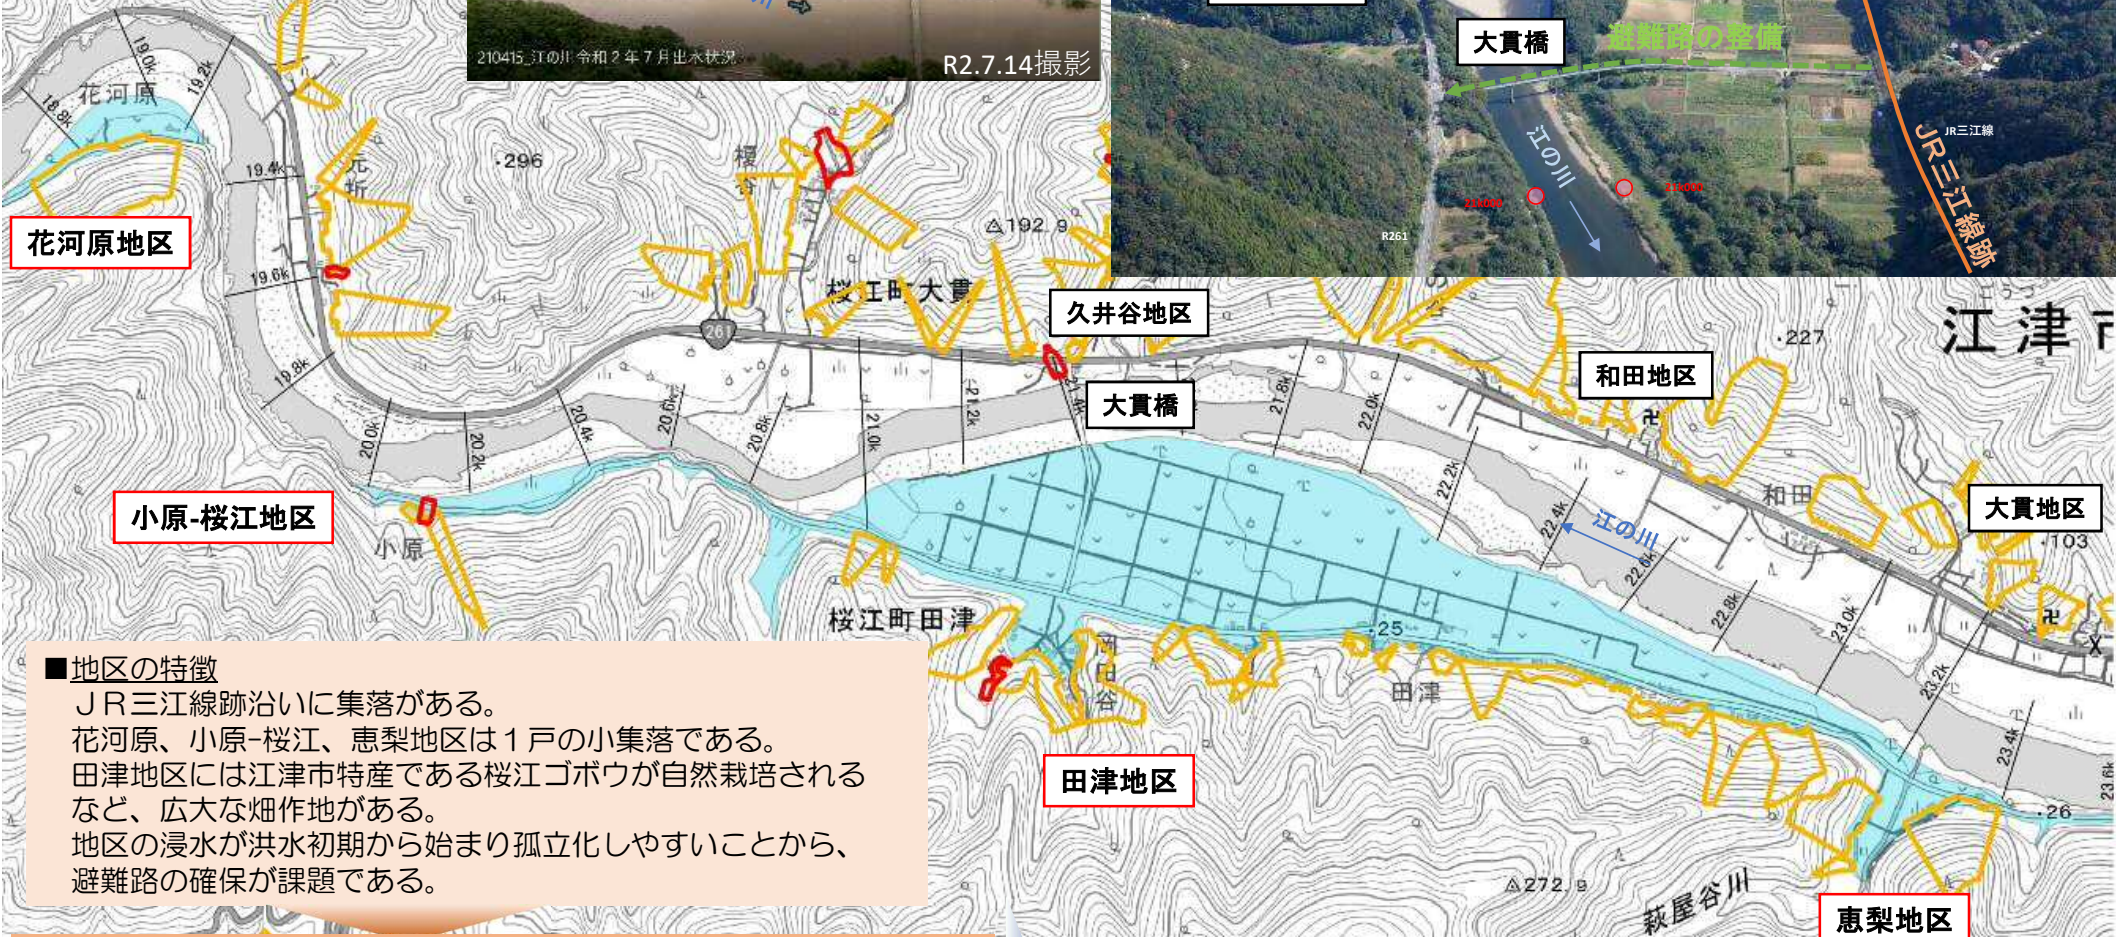 210415_江の川 令和２年７月出水状況
R2.7.14撮影
大貫橋
避難路の整備
江の川
21k000
21k000
R261
JR三江線
JR三江線跡
花河原
18.8k
19.0k
19.2k
19.4k
19.6k
19.8k
元折
・296
榎谷
△192.9
花河原地区
桜江町大貫
久井谷地区
261
江津市
・227
和田地区
大貫橋
20.0k
20.2k
20.4k
20.6k
20.8k
21.0k
21.2k
21.4k
21.8k
22.0k
22.2k
22.4k
22.6k
22.8k
23.0k
23.2k
23.4k
23.6k
和田
大貫地区
・103
江の川
小原-桜江地区
小原
桜江町田津
岡田谷
・25
田津
田津地区
・26
△272.9
萩屋谷川
恵梨地区
■地区の特徴
ＪＲ三江線跡沿いに集落がある。
花河原、小原-桜江、恵梨地区は１戸の小集落である。
田津地区には江津市特産である桜江ゴボウが自然栽培される
など、広大な畑作地がある。
地区の浸水が洪水初期から始まり孤立化しやすいことから、
避難路の確保が課題である。